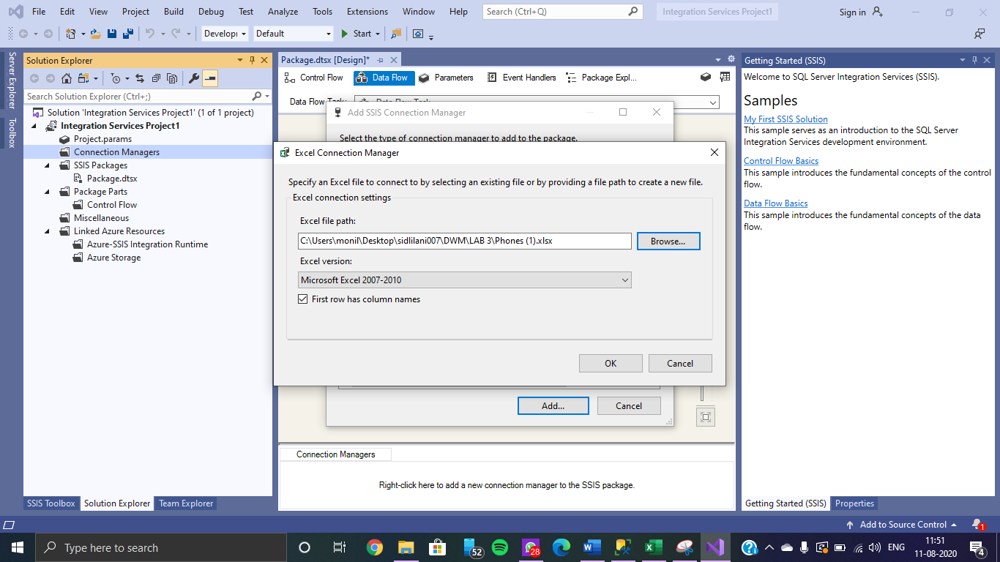 File Edit View Project Build Debug Test Analyze Tools Extensions Window Help Search (Ctrl+Q) Integration Services Project1 Sign in
Default Start
Server Explorer
Toolbox
Solution Explorer
Search Solution Explorer (Ctrl+;)
Solution 'Integration Services Project1' (1 of 1 project)
Integration Services Project1
Project.params
Connection Managers
SSIS Packages
Package.dtsx
Package Parts
Control Flow
Miscellaneous
Linked Azure Resources
Azure-SSIS Integration Runtime
Azure Storage
SSIS Toolbox Solution Explorer Team Explorer
Package.dtsx [Design]*
Control Flow Data Flow Parameters Event Handlers Package Expl...
Data Flow Task: Data Flow Task
Add SSIS Connection Manager
Select the type of connection manager to add to the package.
Excel Connection Manager
Specify an Excel file to connect to by selecting an existing file or by providing a file path to create a new file.
Excel connection settings
Excel file path:
C:\Users\monil\Desktop\sidlilani007\DWM\LAB 3\Phones (1).xlsx Browse...
Excel version:
Microsoft Excel 2007-2010
First row has column names
OK Cancel
Add... Cancel
Connection Managers
Right-click here to add a new connection manager to the SSIS package.
Getting Started (SSIS)
Welcome to SQL Server Integration Services (SSIS).
Samples
My First SSIS Solution
This sample serves as an introduction to the SQL Server
Integration Services development environment.
Control Flow Basics
This sample introduces the fundamental concepts of the control
flow.
Data Flow Basics
This sample introduces the fundamental concepts of the data
flow.
Getting Started (SSIS) Properties
Add to Source Control 1
Type here to search 52 28 ENG 11:51
11-08-2020 4